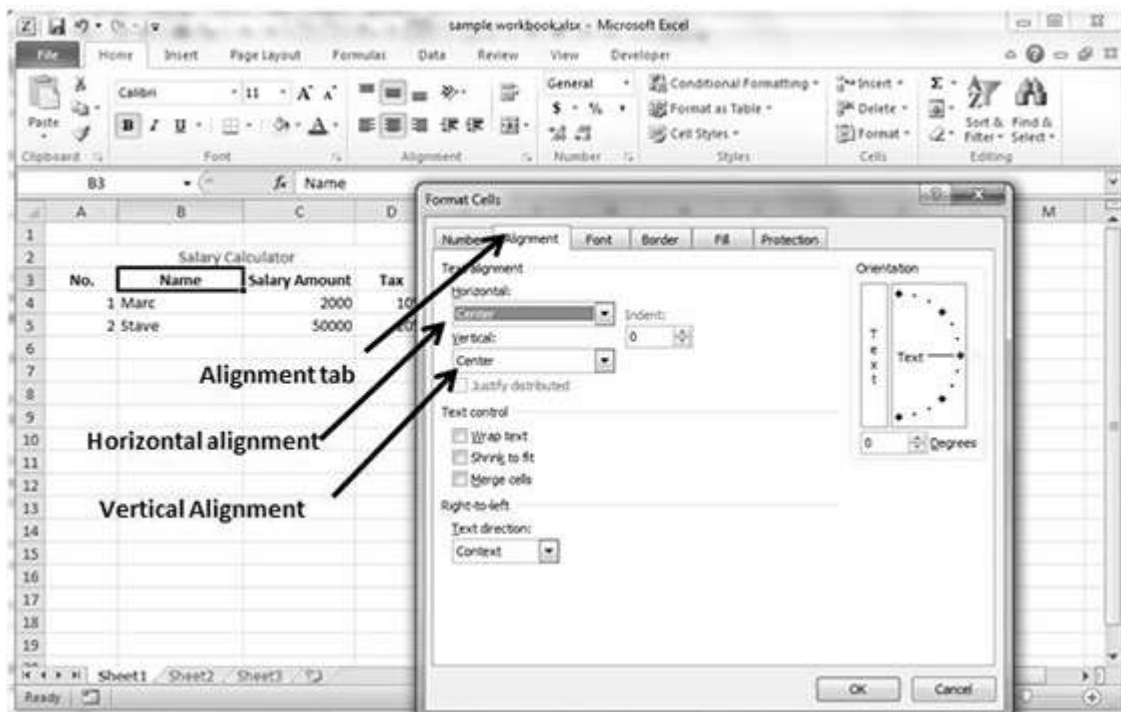 sample workbook.xlsx - Microsoft Excel
File Home Insert Page Layout Formulas Data Review View Developer
Paste
Calibri 11 A A
B I U A
General
$ - % ,
Conditional Formatting
Format as Table
Cell Styles
Insert
Delete
Format
Σ
Sort & Filter
Find & Select
Clipboard Font Alignment Number Styles Cells Editing
B3 fx Name
A B C D M
1
2 Salary Calculator
3 No. Name Salary Amount Tax
4 1 Marc 2000 10
5 2 Stave 50000
6
7
8
9
10
11
12
13
14
15
16
17
18
19
Format Cells
Number Alignment Font Border Fill Protection
Text alignment
Horizontal:
Center
Indent:
0
Vertical:
Center
Justify distributed
Text control
Wrap text
Shrink to fit
Merge cells
Right-to-left
Text direction:
Context
Orientation
Text
Text
0 Degrees
OK Cancel
Alignment tab
Horizontal alignment
Vertical Alignment
Sheet1 Sheet2 Sheet3
Ready